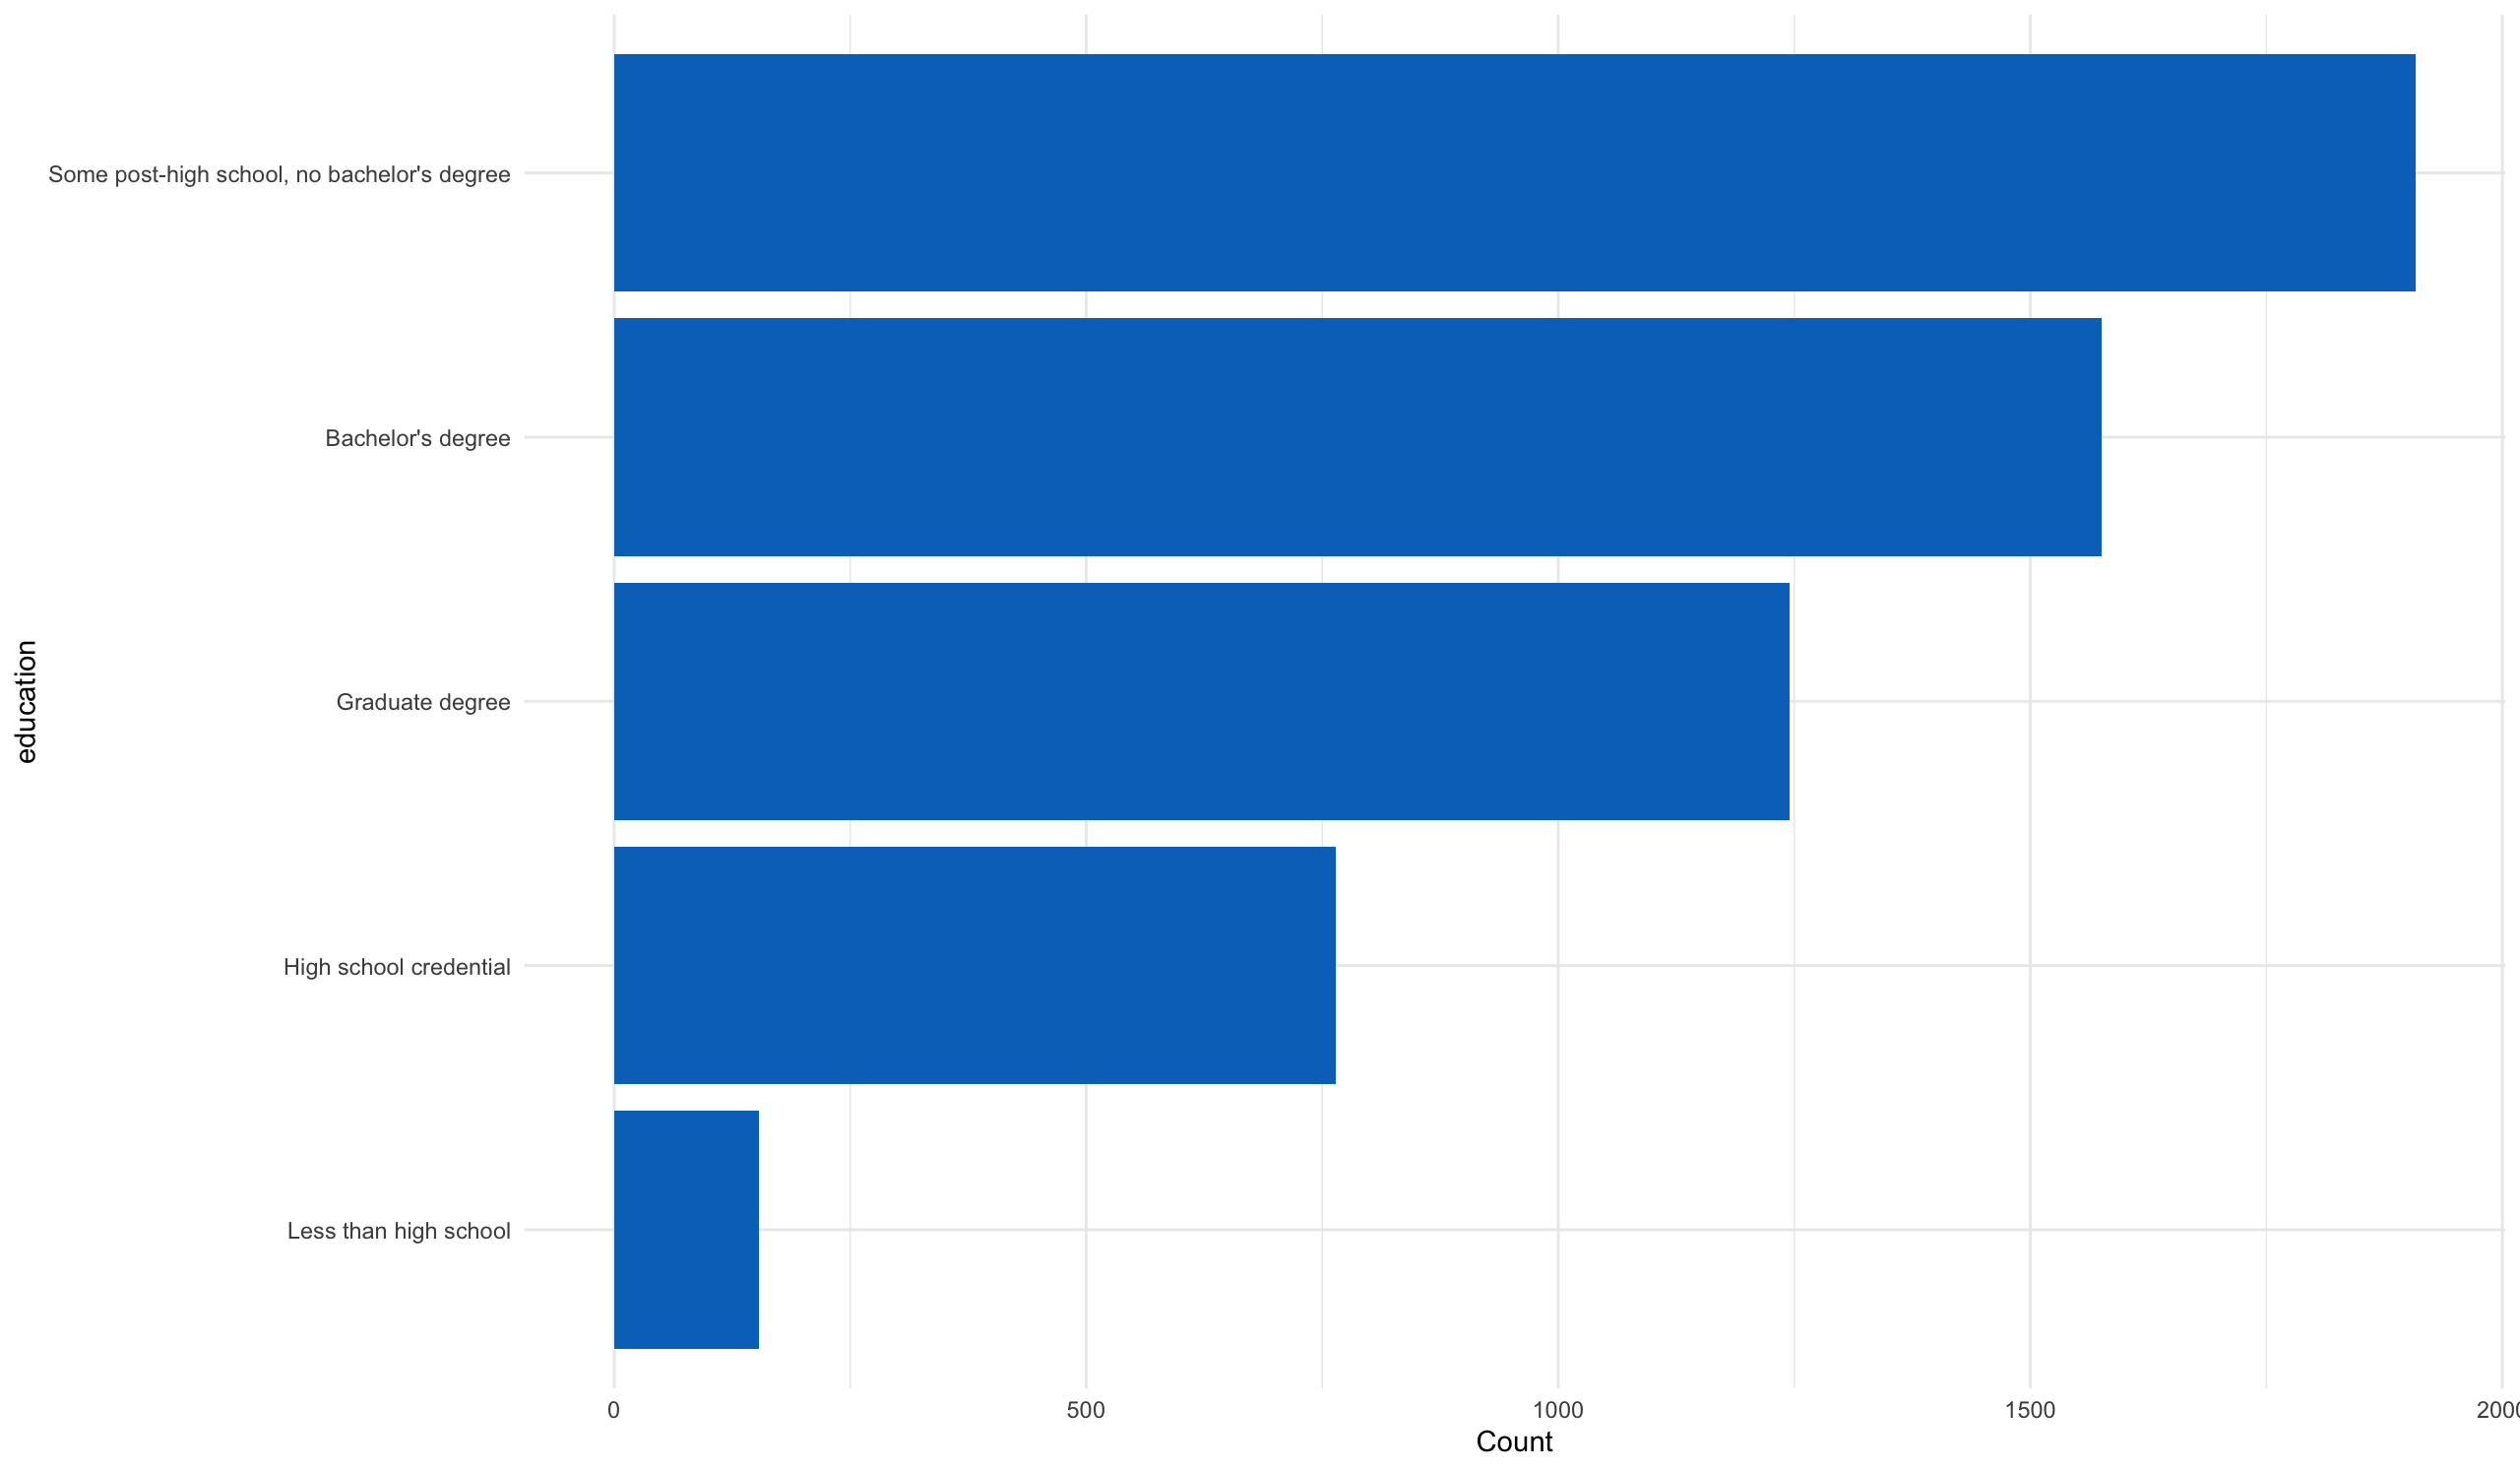 Some post-high school, no bachelor's degree
Bachelor's degree
Graduate degree
High school credential
Less than high school
education
0 500 1000 1500 2000
Count